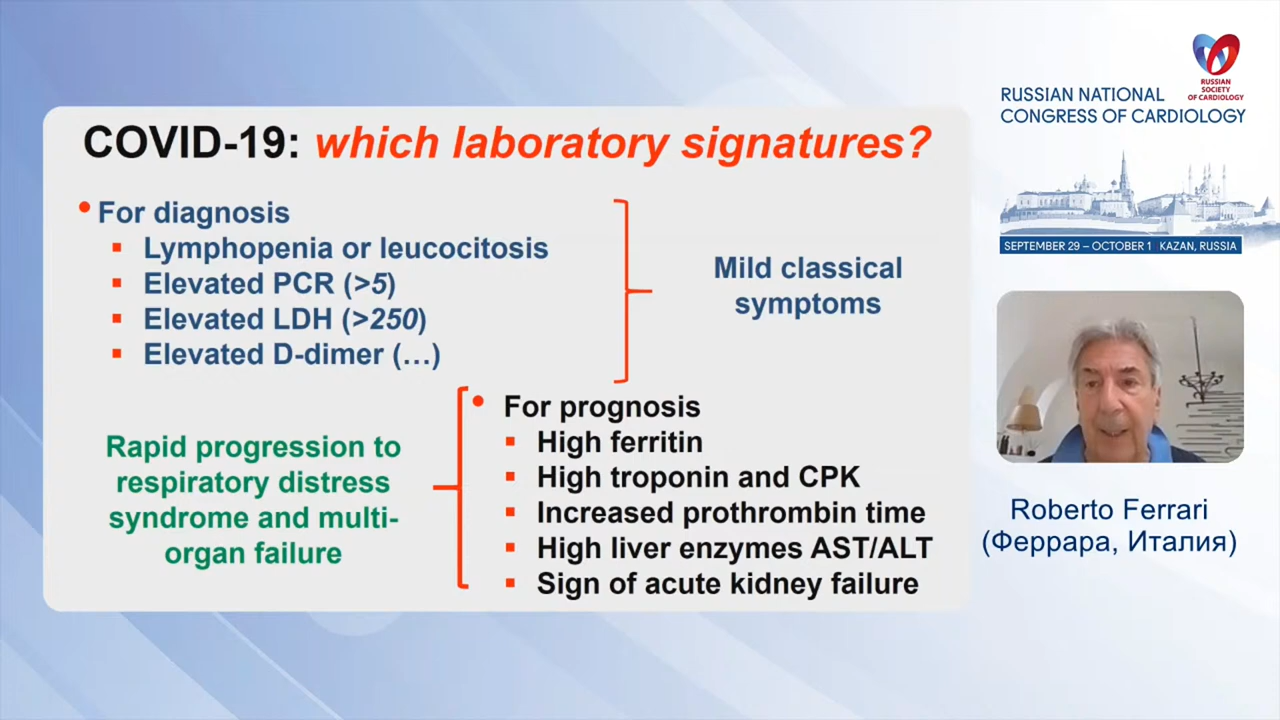 COVID-19: which laboratory signatures?
• For diagnosis
▪ Lymphopenia or leucocitosis
▪ Elevated PCR (>5)
▪ Elevated LDH (>250)
▪ Elevated D-dimer (…)
Mild classical
symptoms
Rapid progression to
respiratory distress
syndrome and multi-
organ failure
• For prognosis
▪ High ferritin
▪ High troponin and CPK
▪ Increased prothrombin time
▪ High liver enzymes AST/ALT
▪ Sign of acute kidney failure
RUSSIAN
SOCIETY
OF CARDIOLOGY
RUSSIAN NATIONAL
CONGRESS OF CARDIOLOGY
SEPTEMBER 29 – OCTOBER 1 KAZAN, RUSSIA
Roberto Ferrari
(Феррара, Италия)